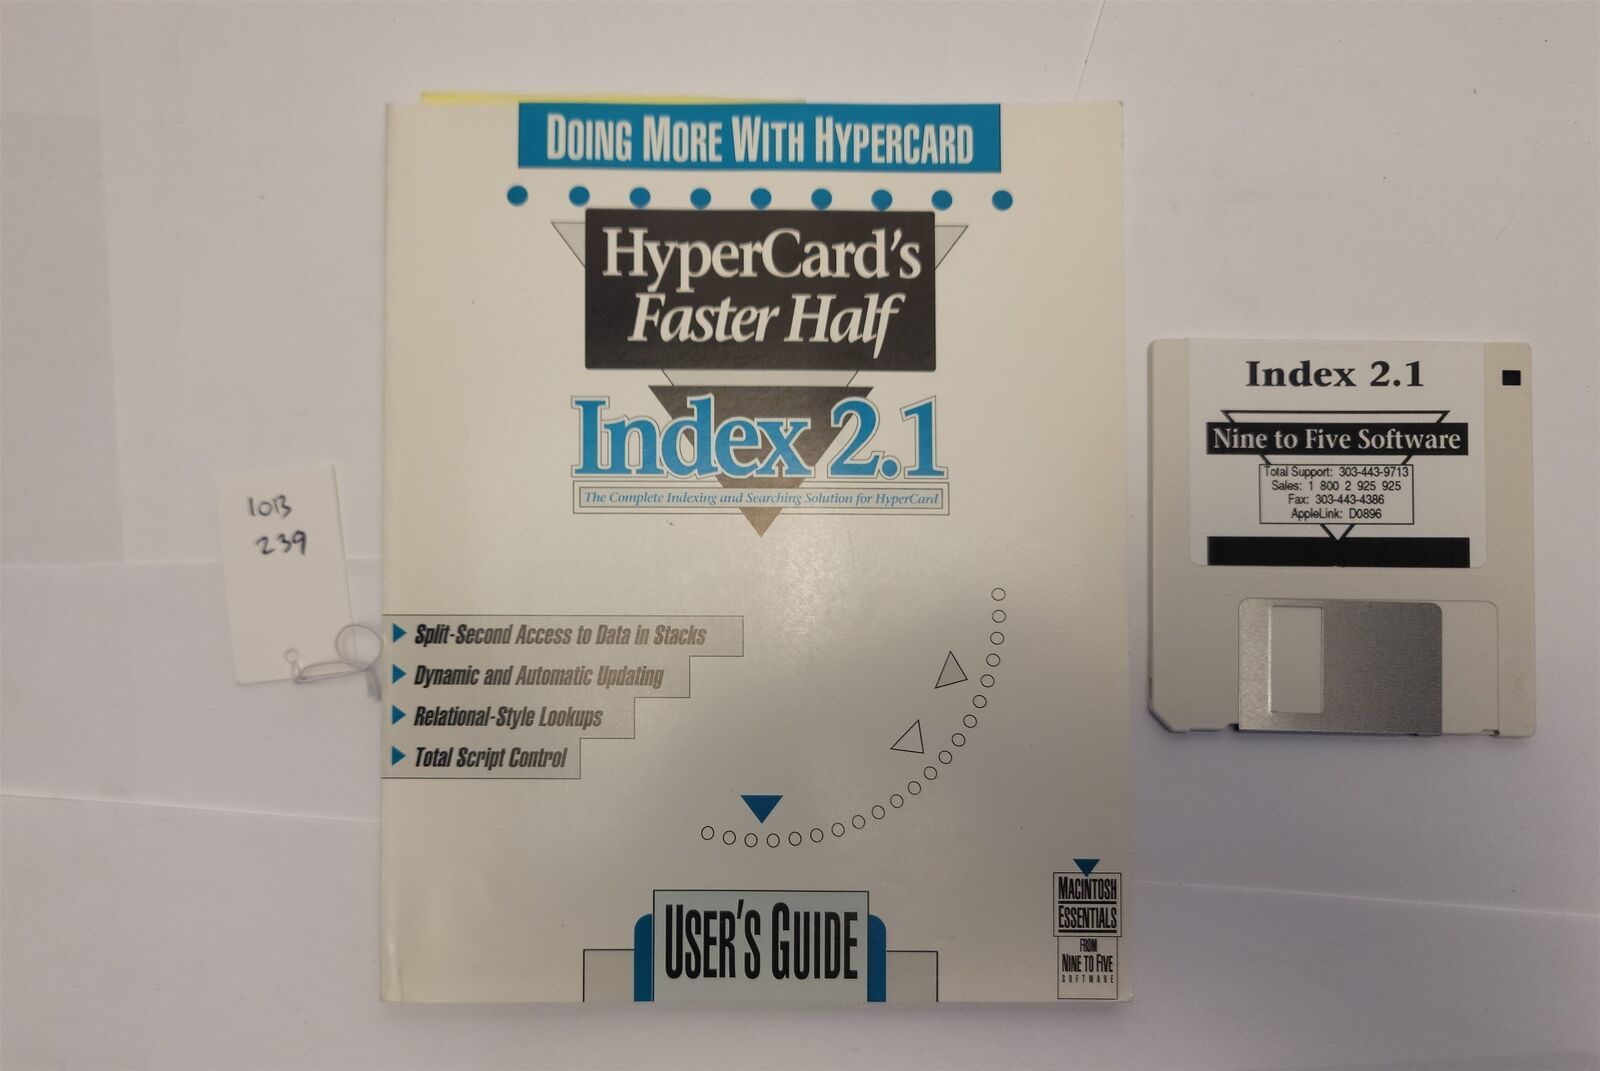 DOING MORE WITH HYPERCARD
HyperCard's
Faster Half
Index 2.1
The Complete Indexing and Searching Solution for HyperCard
Split-Second Access to Data in Stacks
Dynamic and Automatic Updating
Relational-Style Lookups
Total Script Control
USER'S GUIDE
MACINTOSH
ESSENTIALS
FROM
NINE TO FIVE
SOFTWARE
10B
239
Index 2.1
Nine to Five Software
Total Support: 303-443-9713
Sales: 1 800 2 925 925
Fax: 303-443-4386
AppleLink: D0896